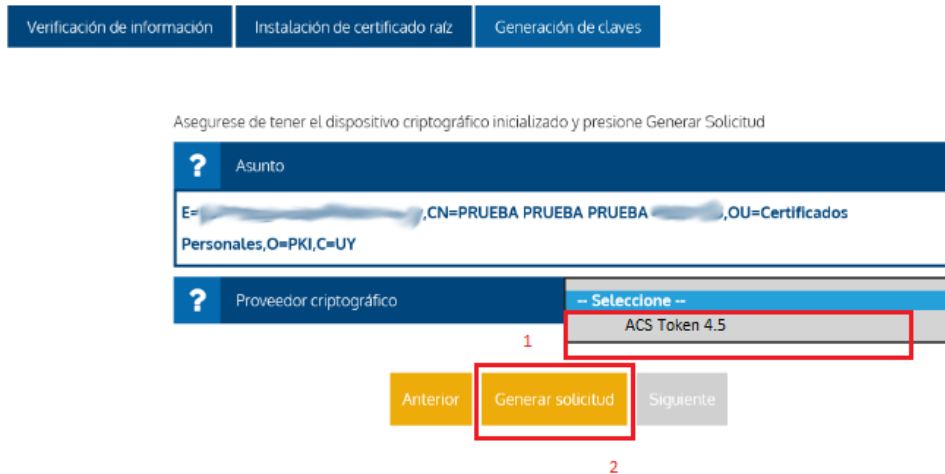 Verificación de información Instalación de certificado raíz Generación de claves
Asegurese de tener el dispositivo criptográfico inicializado y presione Generar Solicitud
? Asunto
E= ,CN=PRUEBA PRUEBA PRUEBA ,OU=Certificados
Personales,O=PKI,C=UY
? Proveedor criptográfico -- Seleccione --
ACS Token 4.5
1
Anterior Generar solicitud Siguiente
2